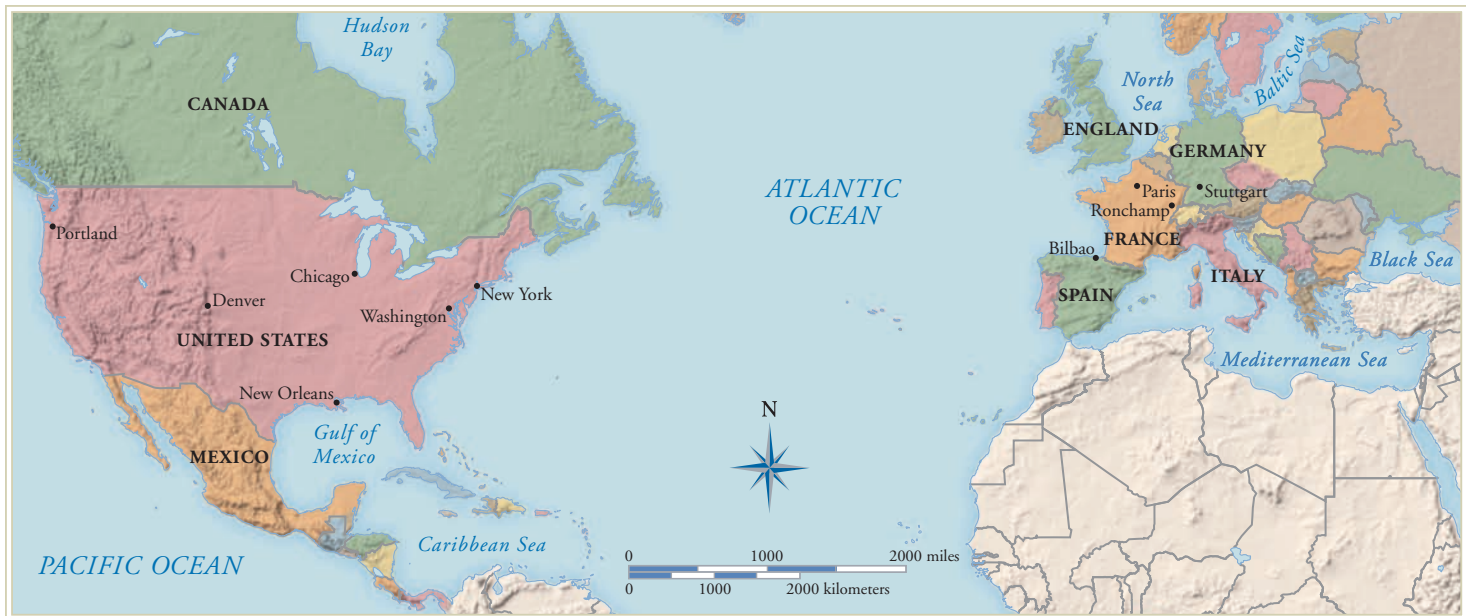 Hudson
Bay
CANADA
Portland
Chicago
Denver
New York
Washington
UNITED STATES
New Orleans
Gulf of
Mexico
MEXICO
Caribbean Sea
PACIFIC OCEAN
ATLANTIC
OCEAN
N
0 1000 2000 miles
0 1000 2000 kilometers
North
Sea
Baltic Sea
ENGLAND
GERMANY
Paris
Stuttgart
Ronchamp
FRANCE
Bilbao
SPAIN
ITALY
Black Sea
Mediterranean Sea